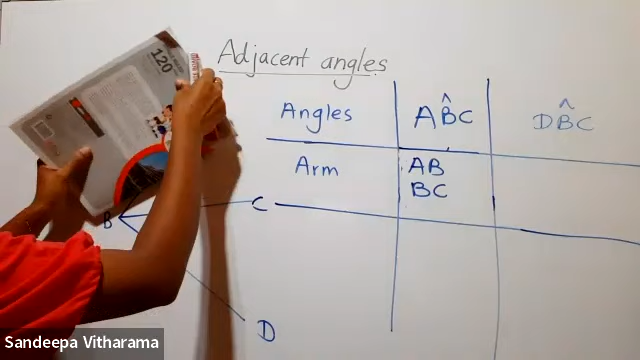 Adjacent angles
120
Angles
AB̂C
DB̂C
Arm
AB
BC
B
C
D
Sandeepa Vitharama